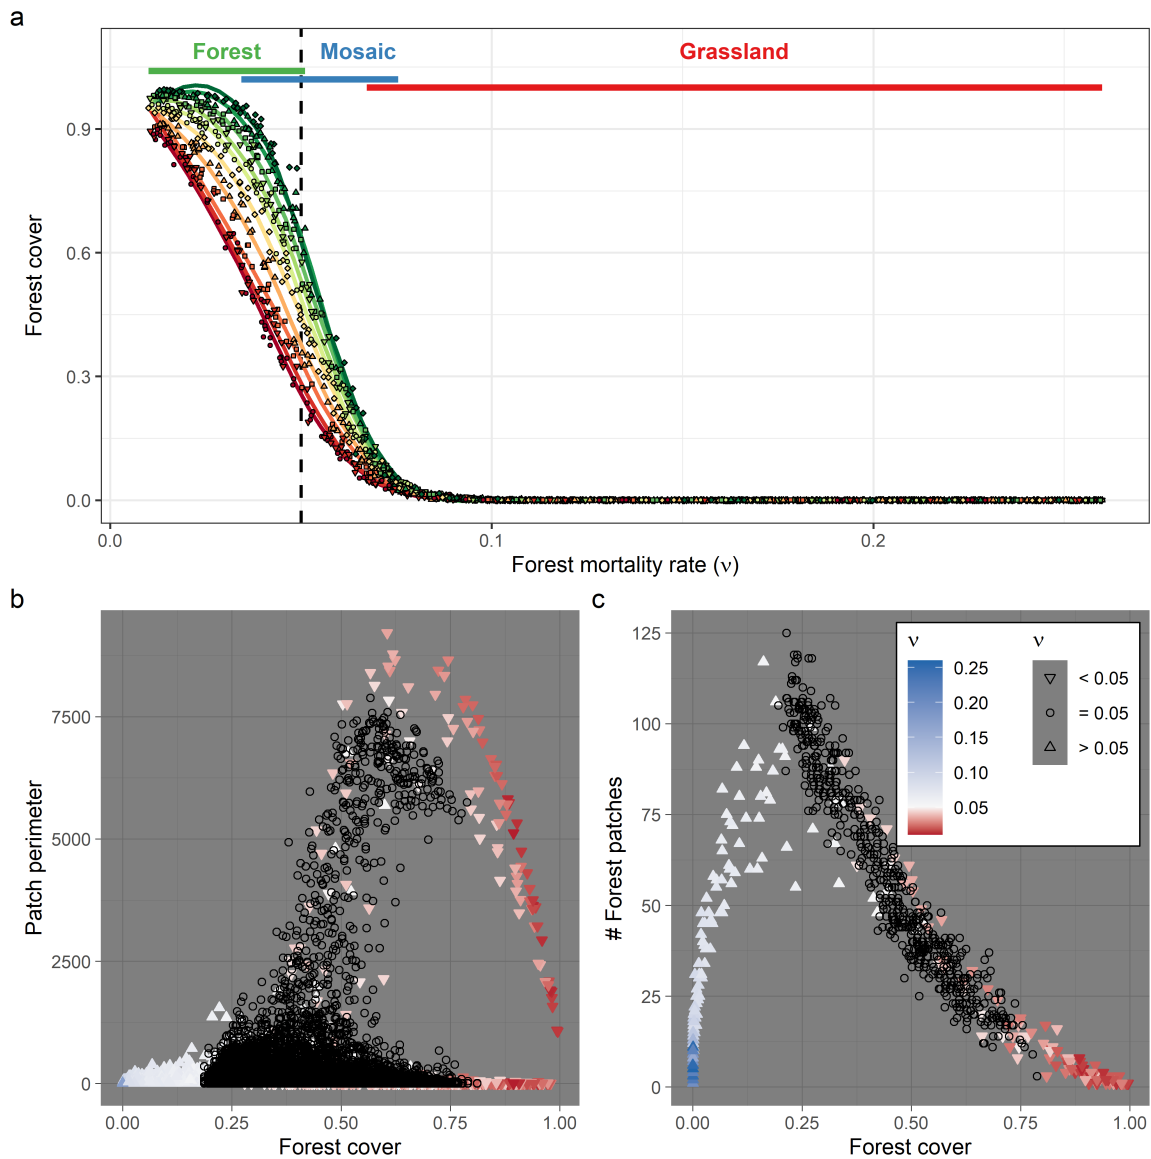 a
Forest Mosaic Grassland
0.9
0.6
0.3
0.0
Forest cover
0.0 0.1 0.2
Forest mortality rate (ν)
b
7500
5000
2500
0
Patch perimeter
0.00 0.25 0.50 0.75 1.00
Forest cover
c
125
100
75
50
25
0
# Forest patches
0.00 0.25 0.50 0.75 1.00
Forest cover
ν
0.25
0.20
0.15
0.10
0.05
ν
< 0.05
= 0.05
> 0.05